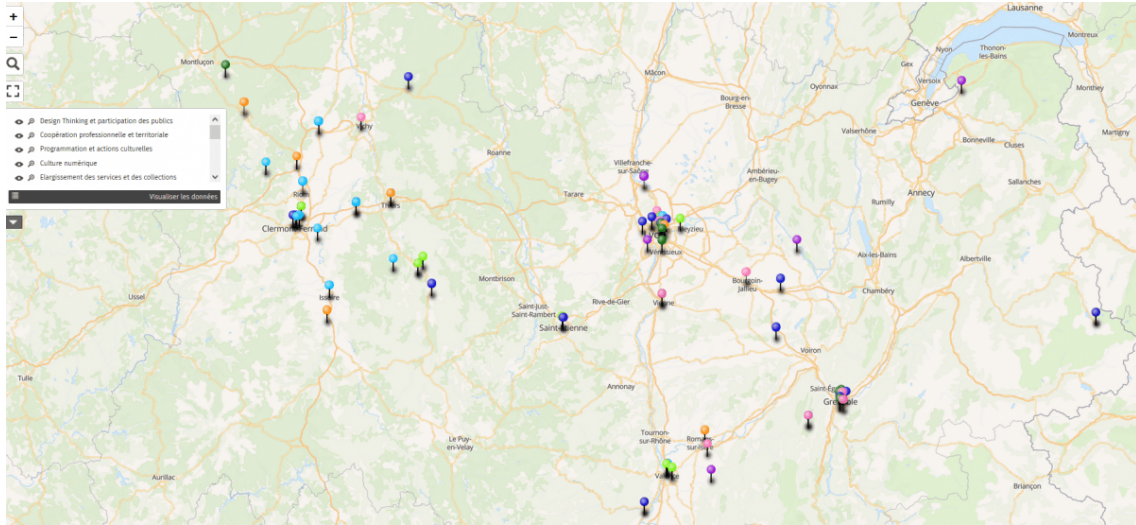 +
−
Design Thinking et participation des publics
Coopération professionnelle et territoriale
Programmation et actions culturelles
Culture numérique
Elargissement des services et des collections
Visualiser les données
Lausanne
Montreux
Nyon
Thonon-
les-Bains
Gex
Versoix
Monthey
Genève
Martigny
Montluçon
Mâcon
Oyonnax
Bourg-en-
Bresse
Valserhône
Bonneville
Cluses
Vichy
Roanne
Villefranche-
sur-Saône
Ambérieu-
en-Bugey
Annecy
Sallanches
Rumilly
Tarare
Riom
Thiers
Clermont-Ferrand
Meyzieu
Vénissieux
Aix-les-Bains
Albertville
Montbrison
Bourgoin-
Jallieu
Chambéry
Ussel
Issoire
Saint-Just-
Saint-Rambert
Rive-de-Gier
Vienne
Saint-Étienne
Voiron
Tulle
Annonay
Saint-Ég
Grenoble
Tournon-
sur-Rhône
Romans-
sur-Isère
Le Puy-
en-Velay
Valence
Aurillac
Briançon